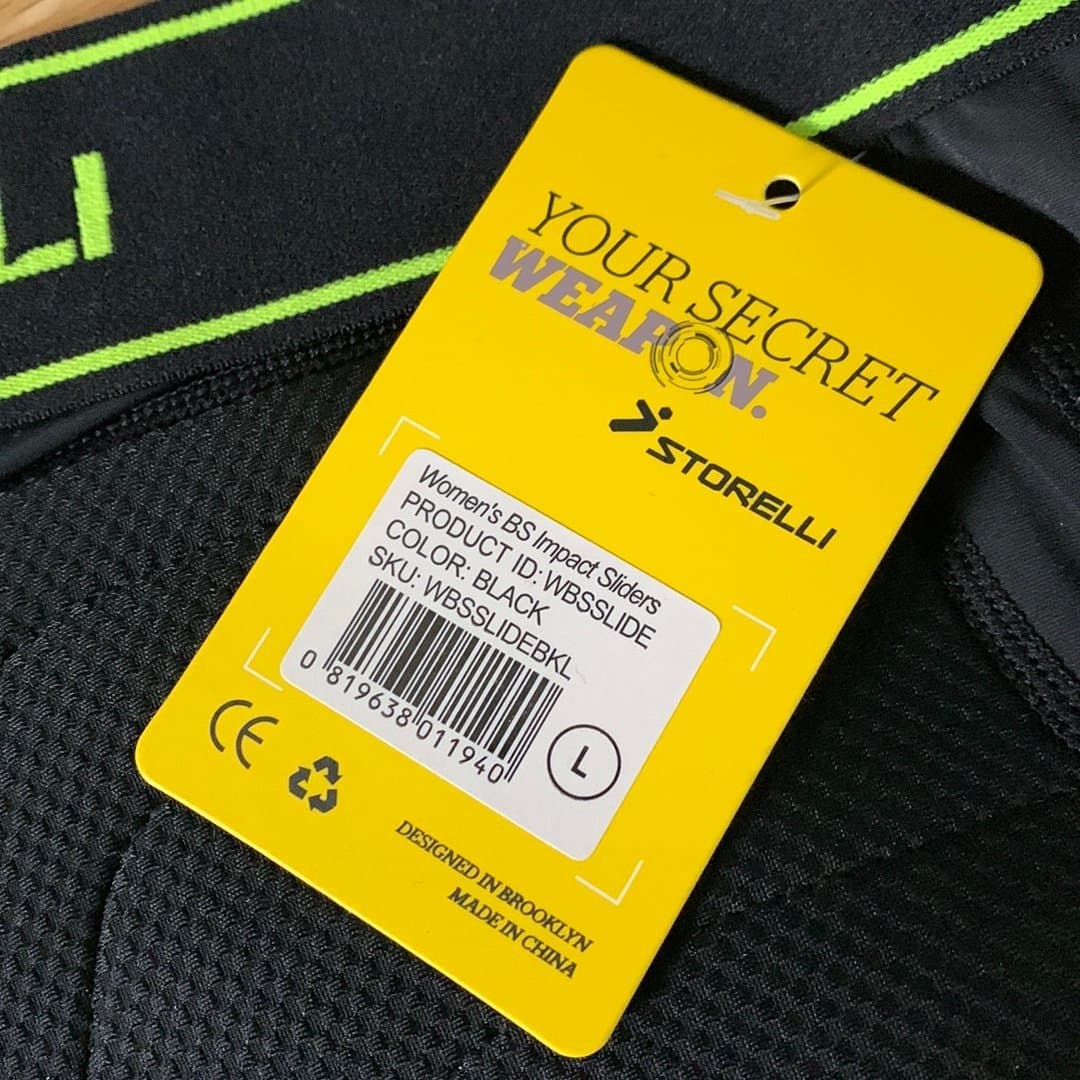 LI
YOUR SECRET
WEAPON.
STORELLI
Women's BS Impact Sliders
PRODUCT ID: WBSSLIDE
COLOR: BLACK
SKU: WBSSLIDEBKL
0 819638 011940
L
CE
DESIGNED IN BROOKLYN
MADE IN CHINA